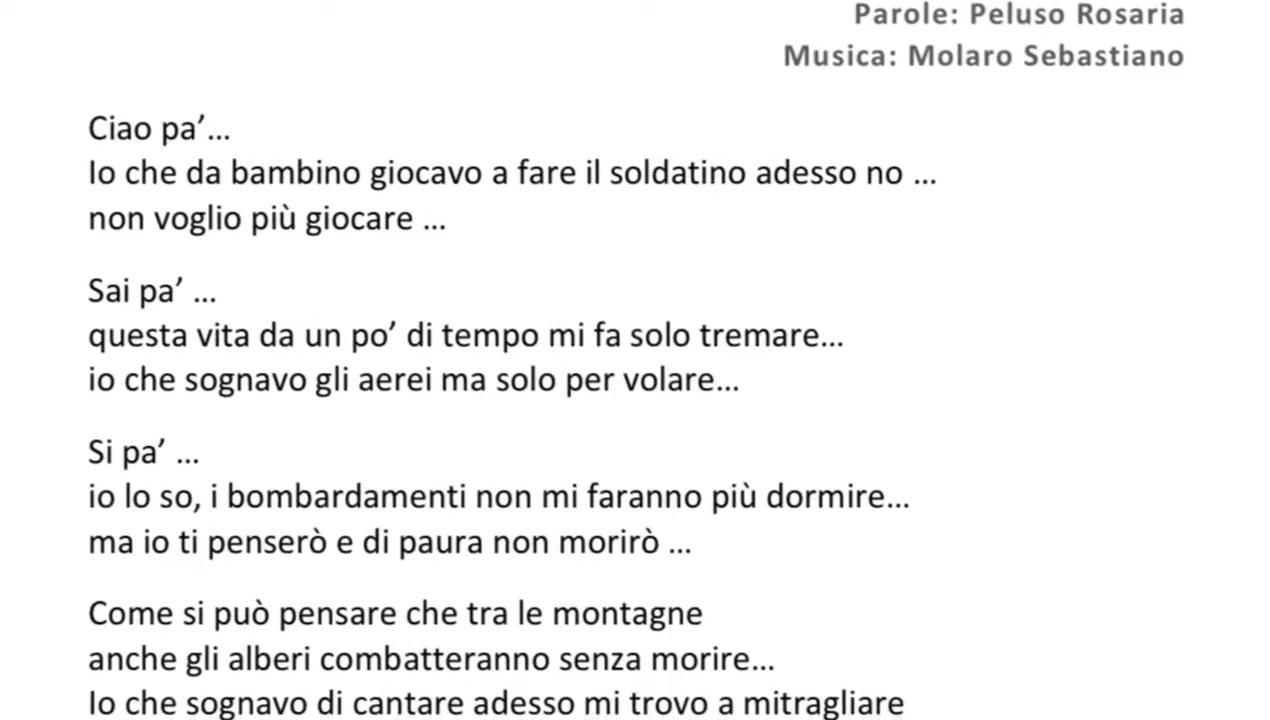 Parole: Peluso Rosaria
Musica: Molaro Sebastiano
Ciao pa’...
Io che da bambino giocavo a fare il soldatino adesso no ...
non voglio più giocare ...
Sai pa’ ...
questa vita da un po’ di tempo mi fa solo tremare...
io che sognavo gli aerei ma solo per volare...
Si pa’ ...
io lo so, i bombardamenti non mi faranno più dormire...
ma io ti penserò e di paura non morirò ...
Come si può pensare che tra le montagne
anche gli alberi combatteranno senza morire...
Io che sognavo di cantare adesso mi trovo a mitragliare